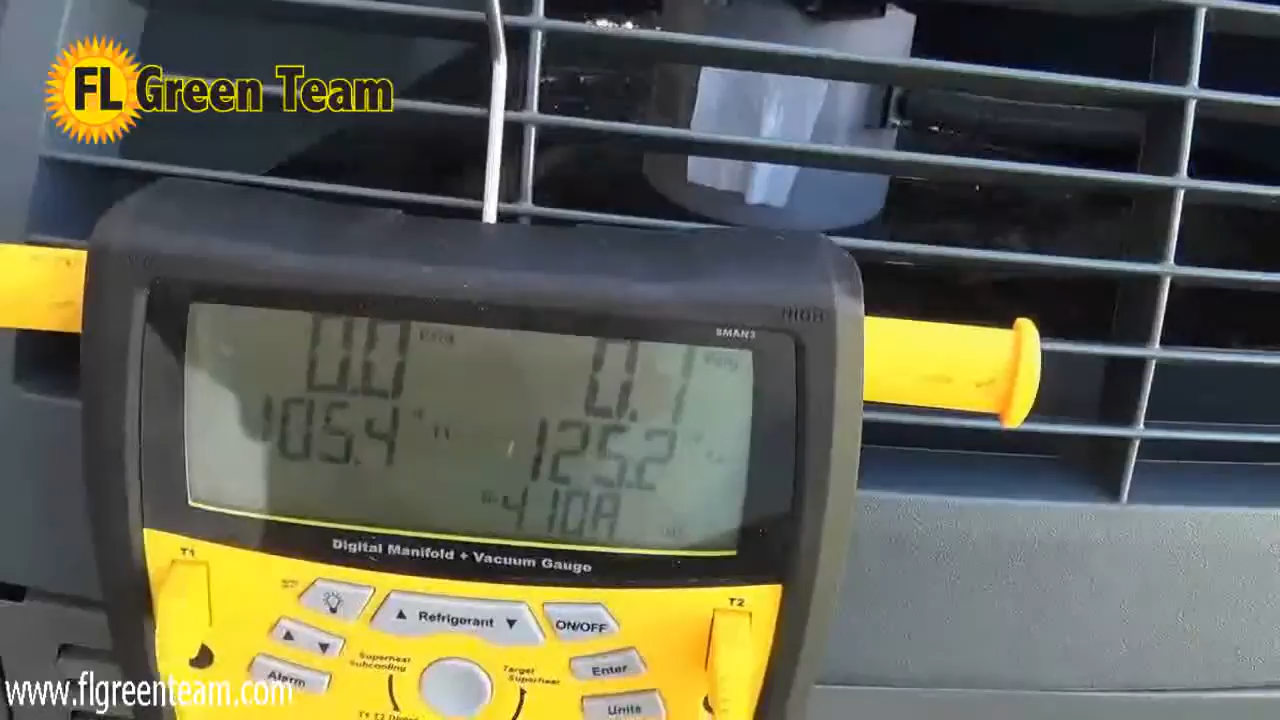 FL Green Team
HIGH
SMAN3
0.0 0.1
105.4 125.2
410A
Digital Manifold + Vacuum Gauge
T1
T2
▲ Refrigerant ▼
ON/OFF
▲ ▼
Superheat
Subcooling
Target
Superheat
Enter
Alarm
Units
www.flgreenteam.com